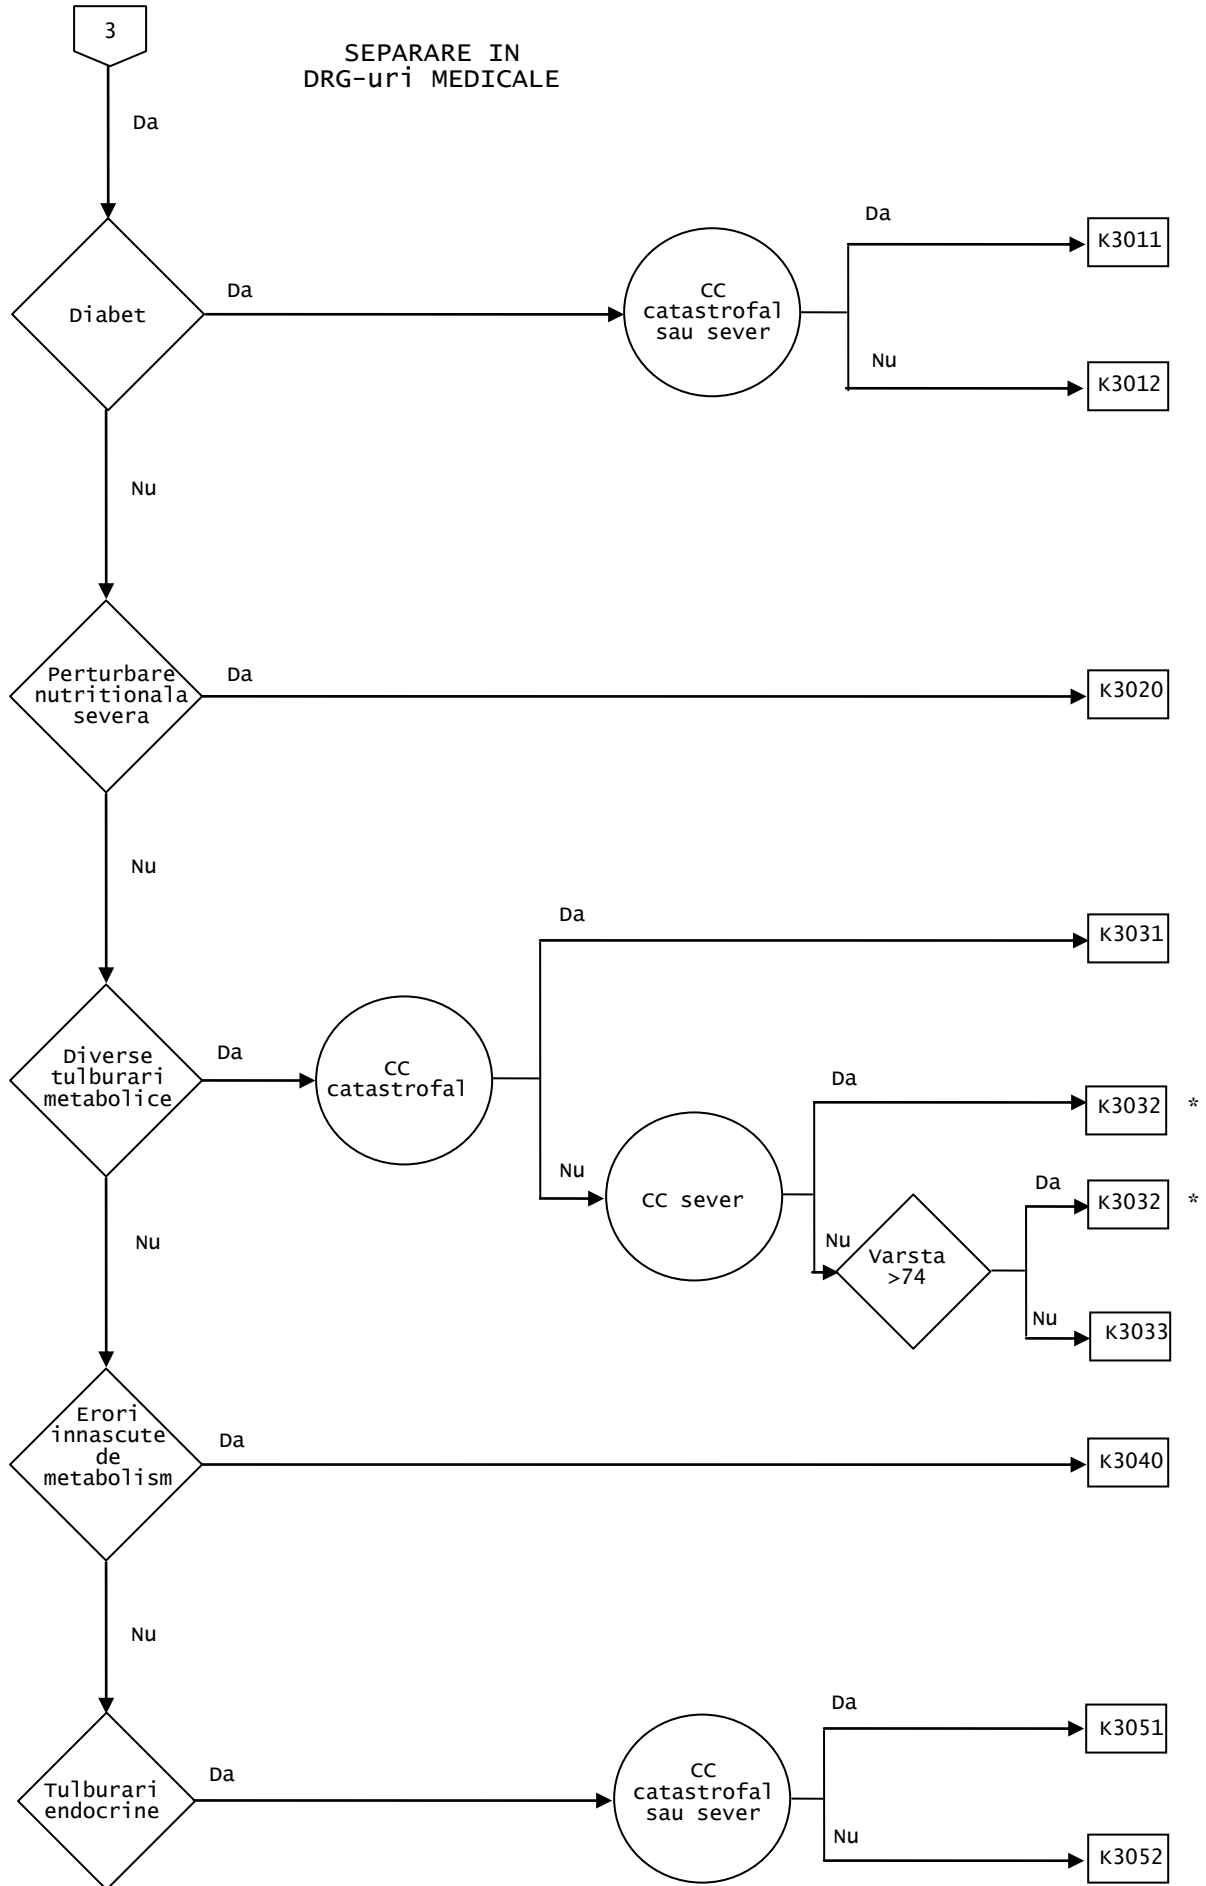 3
SEPARARE IN
DRG-uri MEDICALE
Da
Da
K3011
Diabet
Da
CC
catastrofal
sau sever
Nu
K3012
Nu
Perturbare
nutritionala
severa
Da
K3020
Nu
Da
K3031
Diverse
tulburari
metabolice
Da
CC
catastrofal
Da
K3032 *
Nu
CC sever
Da
K3032 *
Nu
Varsta
>74
Nu
K3033
Nu
Erori
innascute
de
metabolism
Da
K3040
Nu
Da
K3051
Tulburari
endocrine
Da
CC
catastrofal
sau sever
Nu
K3052